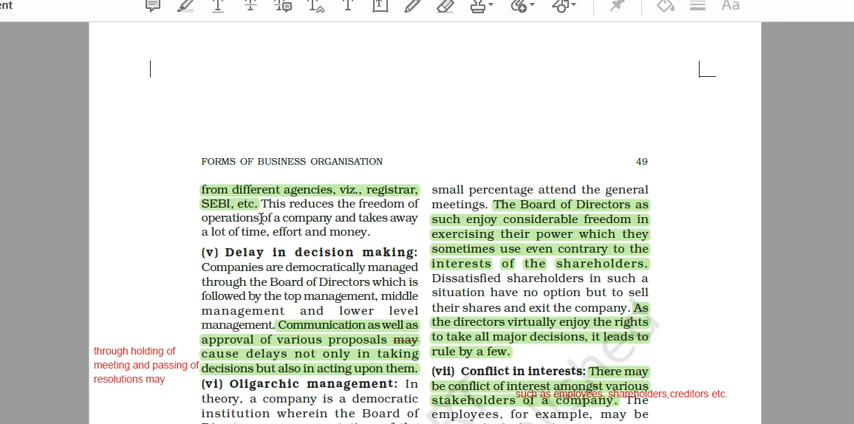 nt
FORMS OF BUSINESS ORGANISATION
49
from different agencies, viz., registrar,
SEBI, etc. This reduces the freedom of
operations of a company and takes away
a lot of time, effort and money.
(v) Delay in decision making:
Companies are democratically managed
through the Board of Directors which is
followed by the top management, middle
management and lower level
management. Communication as well as
approval of various proposals may
cause delays not only in taking
decisions but also in acting upon them.
(vi) Oligarchic management: In
theory, a company is a democratic
institution wherein the Board of
through holding of
meeting and passing of
resolutions may
small percentage attend the general
meetings. The Board of Directors as
such enjoy considerable freedom in
exercising their power which they
sometimes use even contrary to the
interests of the shareholders.
Dissatisfied shareholders in such a
situation have no option but to sell
their shares and exit the company. As
the directors virtually enjoy the rights
to take all major decisions, it leads to
rule by a few.
(vii) Conflict in interests: There may
be conflict of interest amongst various
such as employees, shareholders,creditors etc.
stakeholders of a company. The
employees, for example, may be